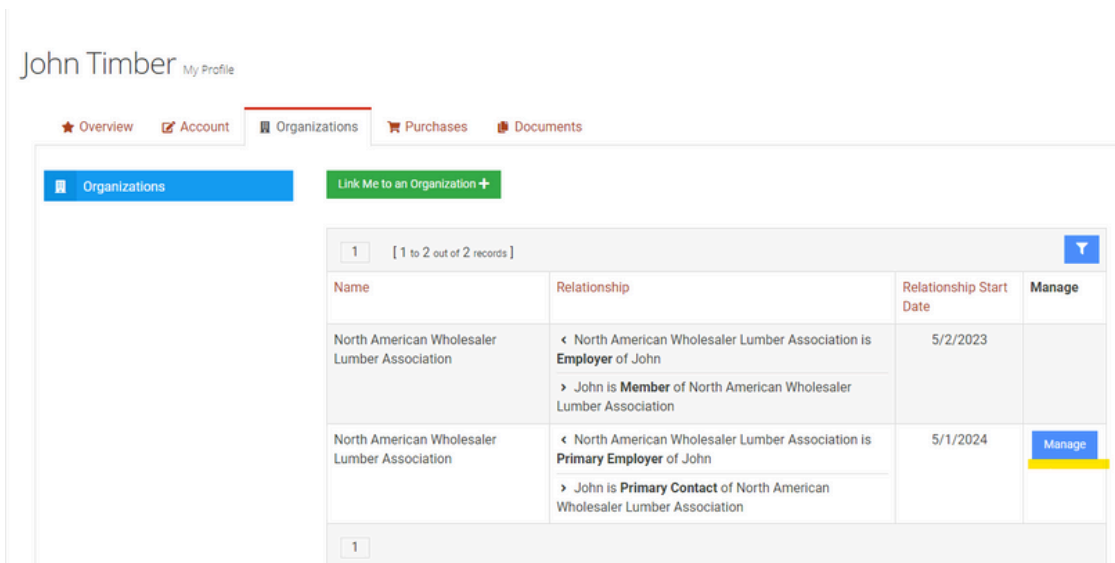 John Timber My Profile
Overview Account Organizations Purchases Documents
Organizations
Link Me to an Organization +
1 [ 1 to 2 out of 2 records ]
Name Relationship Relationship Start Date Manage
North American Wholesaler
Lumber Association
< North American Wholesaler Lumber Association is
Employer of John
> John is Member of North American Wholesaler
Lumber Association
5/2/2023
North American Wholesaler
Lumber Association
< North American Wholesaler Lumber Association is
Primary Employer of John
> John is Primary Contact of North American
Wholesaler Lumber Association
5/1/2024
Manage
1